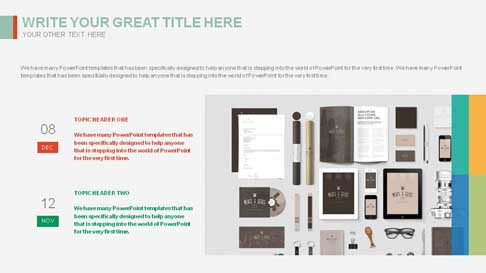 WRITE YOUR GREAT TITLE HERE
YOUR OTHER TEXT HERE
We have many PowerPoint templates that has been specifically designed to help anyone that is stepping into the world of PowerPoint for the very first time. We have many PowerPoint
templates that has been specifically designed to help anyone that is stepping into the world of PowerPoint for the very first time.
08
DEC
TOPIC HEADER ONE
We have many PowerPoint templates that has
been specifically designed to help anyone
that is stepping into the world of PowerPoint
for the very first time.
12
NOV
TOPIC HEADER TWO
We have many PowerPoint templates that has
been specifically designed to help anyone
that is stepping into the world of PowerPoint
for the very first time.